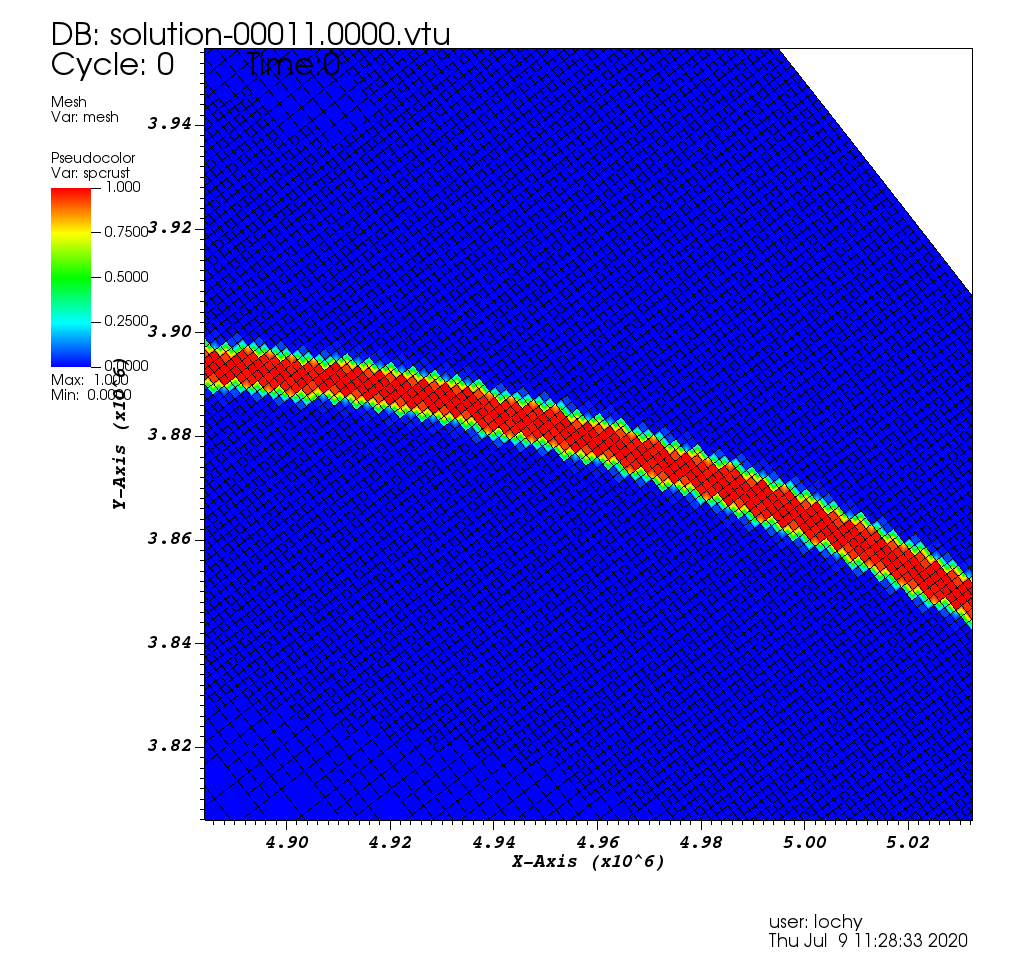 DB: solution-00011.0000.vtu
Cycle: 0 Time:0
Mesh
Var: mesh
Pseudocolor
Var: spcrust
1.000
0.7500
0.5000
0.2500
0.0000
Max: 1.000
Min: 0.0000
3.94
3.92
3.90
3.88
3.86
3.84
3.82
Y-Axis (x10^6)
4.90 4.92 4.94 4.96 4.98 5.00 5.02
X-Axis (x10^6)
user: lochy
Thu Jul 9 11:28:33 2020